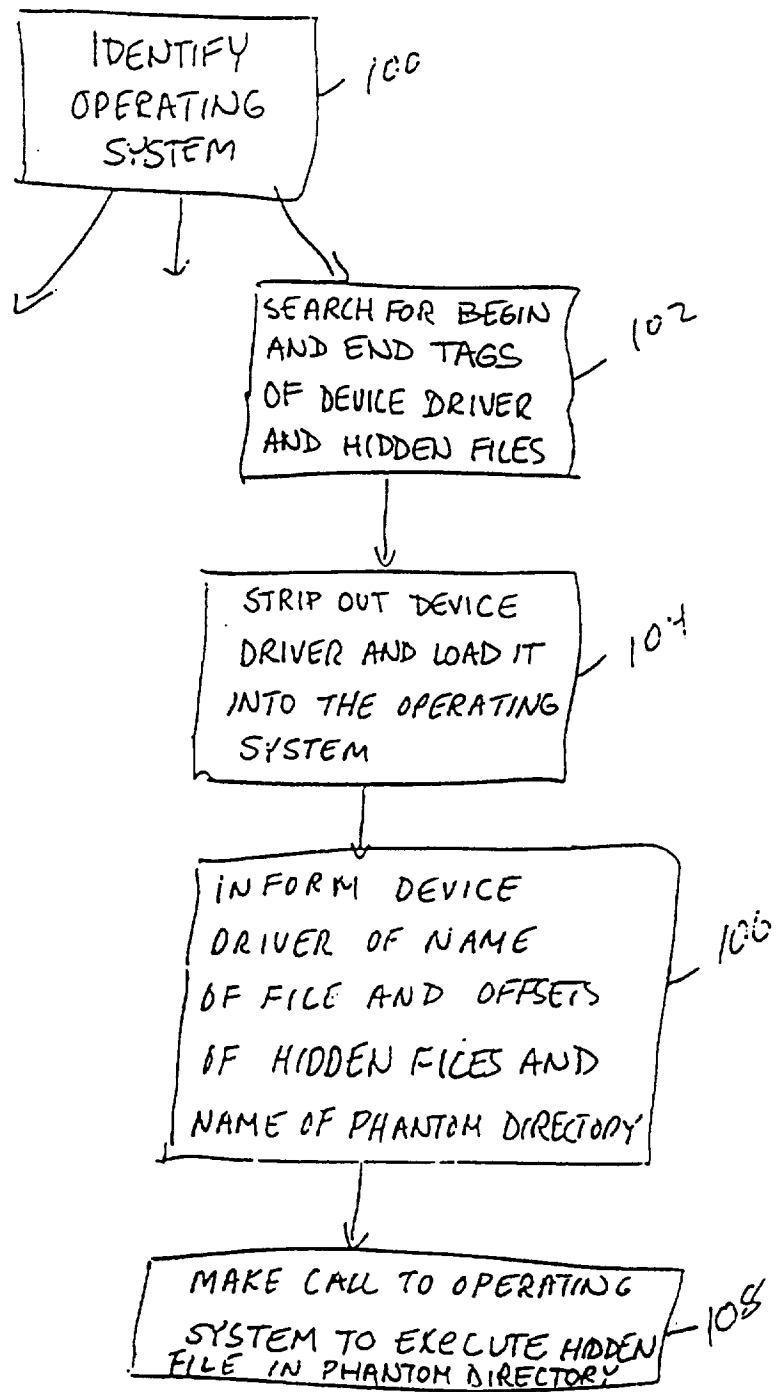 IDENTIFY
OPERATING
SYSTEM
100
SEARCH FOR BEGIN
AND END TAGS
OF DEVICE DRIVER
AND HIDDEN FILES
102
STRIP OUT DEVICE
DRIVER AND LOAD IT
INTO THE OPERATING
SYSTEM
104
INFORM DEVICE
DRIVER OF NAME
OF FILE AND OFFSETS
OF HIDDEN FILES AND
NAME OF PHANTOM DIRECTORY
106
MAKE CALL TO OPERATING
SYSTEM TO EXECUTE HIDDEN
FILE IN PHANTOM DIRECTORY
108